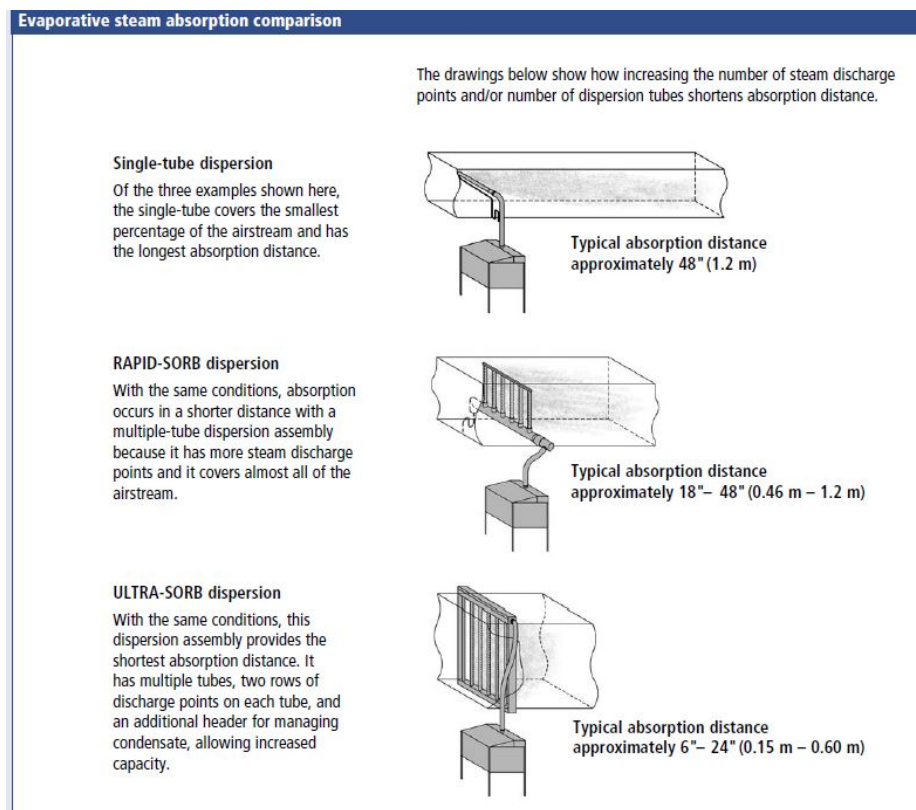 Evaporative steam absorption comparison
The drawings below show how increasing the number of steam discharge
points and/or number of dispersion tubes shortens absorption distance.
Single-tube dispersion
Of the three examples shown here,
the single-tube covers the smallest
percentage of the airstream and has
the longest absorption distance.
Typical absorption distance
approximately 48" (1.2 m)
RAPID-SORB dispersion
With the same conditions, absorption
occurs in a shorter distance with a
multiple-tube dispersion assembly
because it has more steam discharge
points and it covers almost all of the
airstream.
Typical absorption distance
approximately 18"– 48" (0.46 m – 1.2 m)
ULTRA-SORB dispersion
With the same conditions, this
dispersion assembly provides the
shortest absorption distance. It
has multiple tubes, two rows of
discharge points on each tube, and
an additional header for managing
condensate, allowing increased
capacity.
Typical absorption distance
approximately 6"– 24" (0.15 m – 0.60 m)